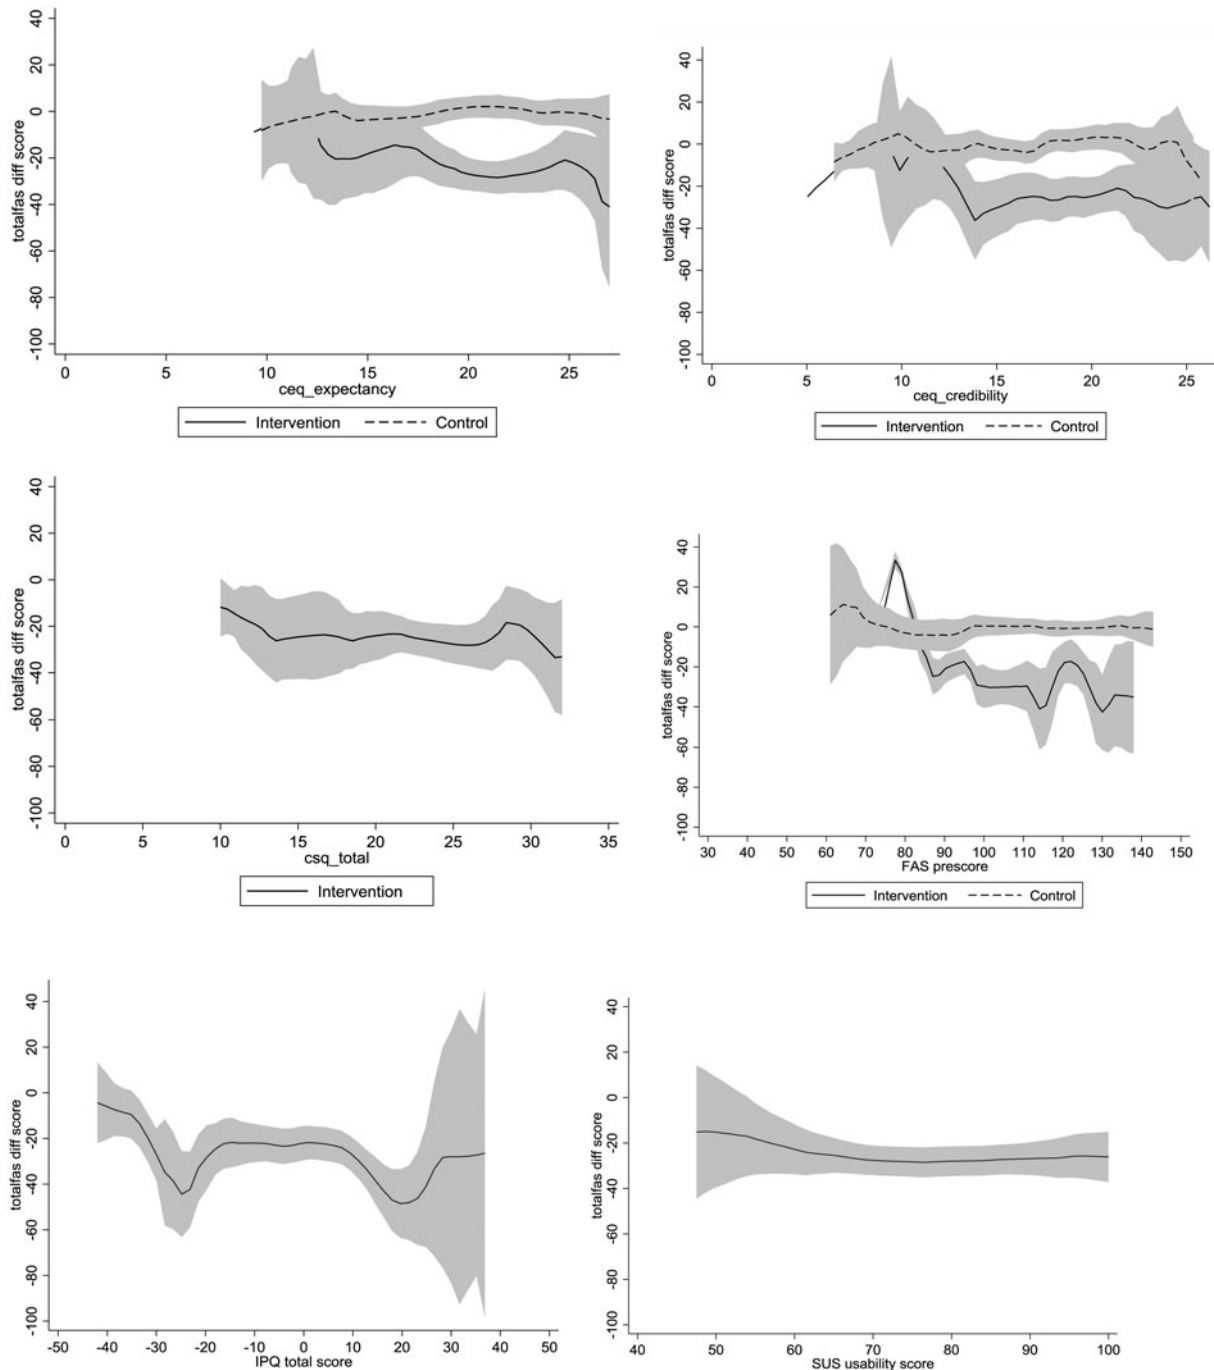 40
20
0
-20
-40
-60
-80
-100
totalfas diff score
0 5 10 15 20 25
ceq_expectancy
Intervention Control
40
20
0
-20
-40
-60
-80
-100
totalfas diff score
0 5 10 15 20 25
ceq_credibility
Intervention Control
40
20
0
-20
-40
-60
-80
-100
totalfas diff score
0 5 10 15 20 25 30 35
csq_total
Intervention
40
20
0
-20
-40
-60
-80
-100
totalfas diff score
30 40 50 60 70 80 90 100 110 120 130 140 150
FAS prescore
Intervention Control
40
20
0
-20
-40
-60
-80
-100
totalfas diff score
-50 -40 -30 -20 -10 0 10 20 30 40 50
IPQ total score
40
20
0
-20
-40
-60
-80
-100
totalfas diff score
40 50 60 70 80 90 100
SUS usability score